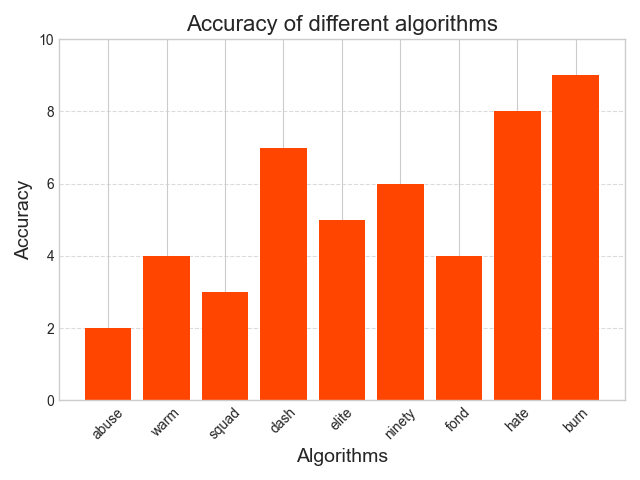 Accuracy of different algorithms
Accuracy
10
8
6
4
2
0
abuse
warm
squad
dash
elite
ninety
fond
hate
burn
Algorithms